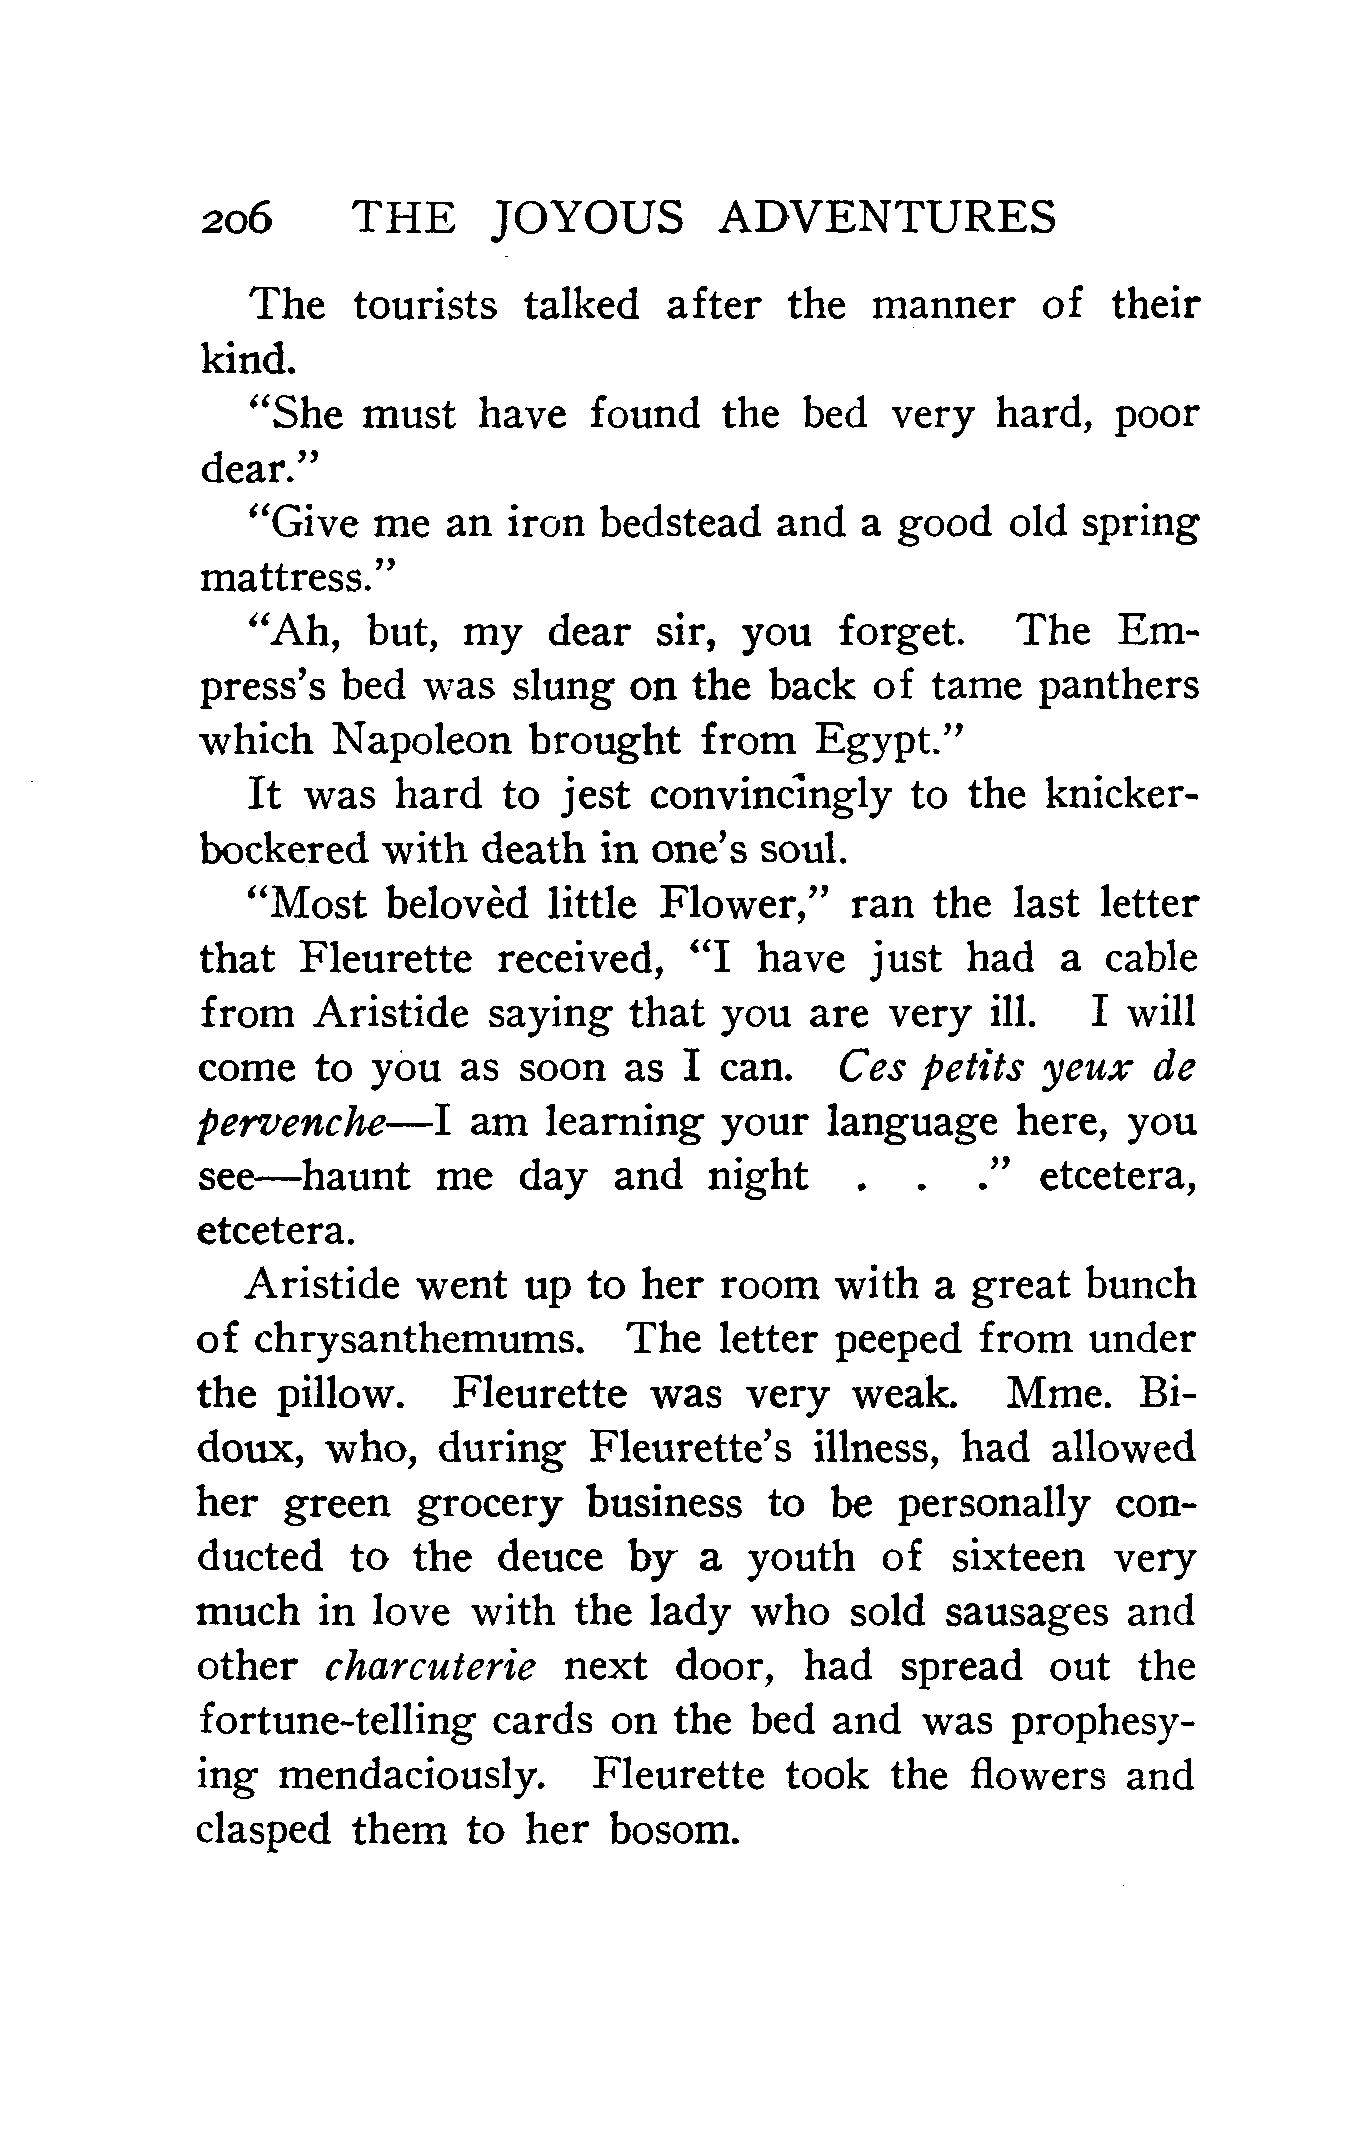 206 THE JOYOUS ADVENTURES
The tourists talked after the manner of their
kind.
“She must have found the bed very hard, poor
dear.”
“Give me an iron bedstead and a good old spring
mattress.”
“Ah, but, my dear sir, you forget. The Em-
press’s bed was slung on the back of tame panthers
which Napoleon brought from Egypt.”
It was hard to jest convincingly to the knicker-
bockered with death in one’s soul.
“Most belovèd little Flower,” ran the last letter
that Fleurette received, “I have just had a cable
from Aristide saying that you are very ill. I will
come to you as soon as I can. Ces petits yeux de
pervenche—I am learning your language here, you
see—haunt me day and night . . .” etcetera,
etcetera.
Aristide went up to her room with a great bunch
of chrysanthemums. The letter peeped from under
the pillow. Fleurette was very weak. Mme. Bi-
doux, who, during Fleurette’s illness, had allowed
her green grocery business to be personally con-
ducted to the deuce by a youth of sixteen very
much in love with the lady who sold sausages and
other charcuterie next door, had spread out the
fortune-telling cards on the bed and was prophesy-
ing mendaciously. Fleurette took the flowers and
clasped them to her bosom.